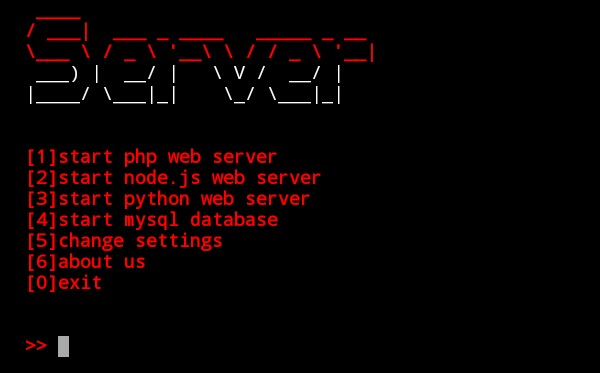 Server
[1]start php web server
[2]start node.js web server
[3]start python web server
[4]start mysql database
[5]change settings
[6]about us
[0]exit
>>